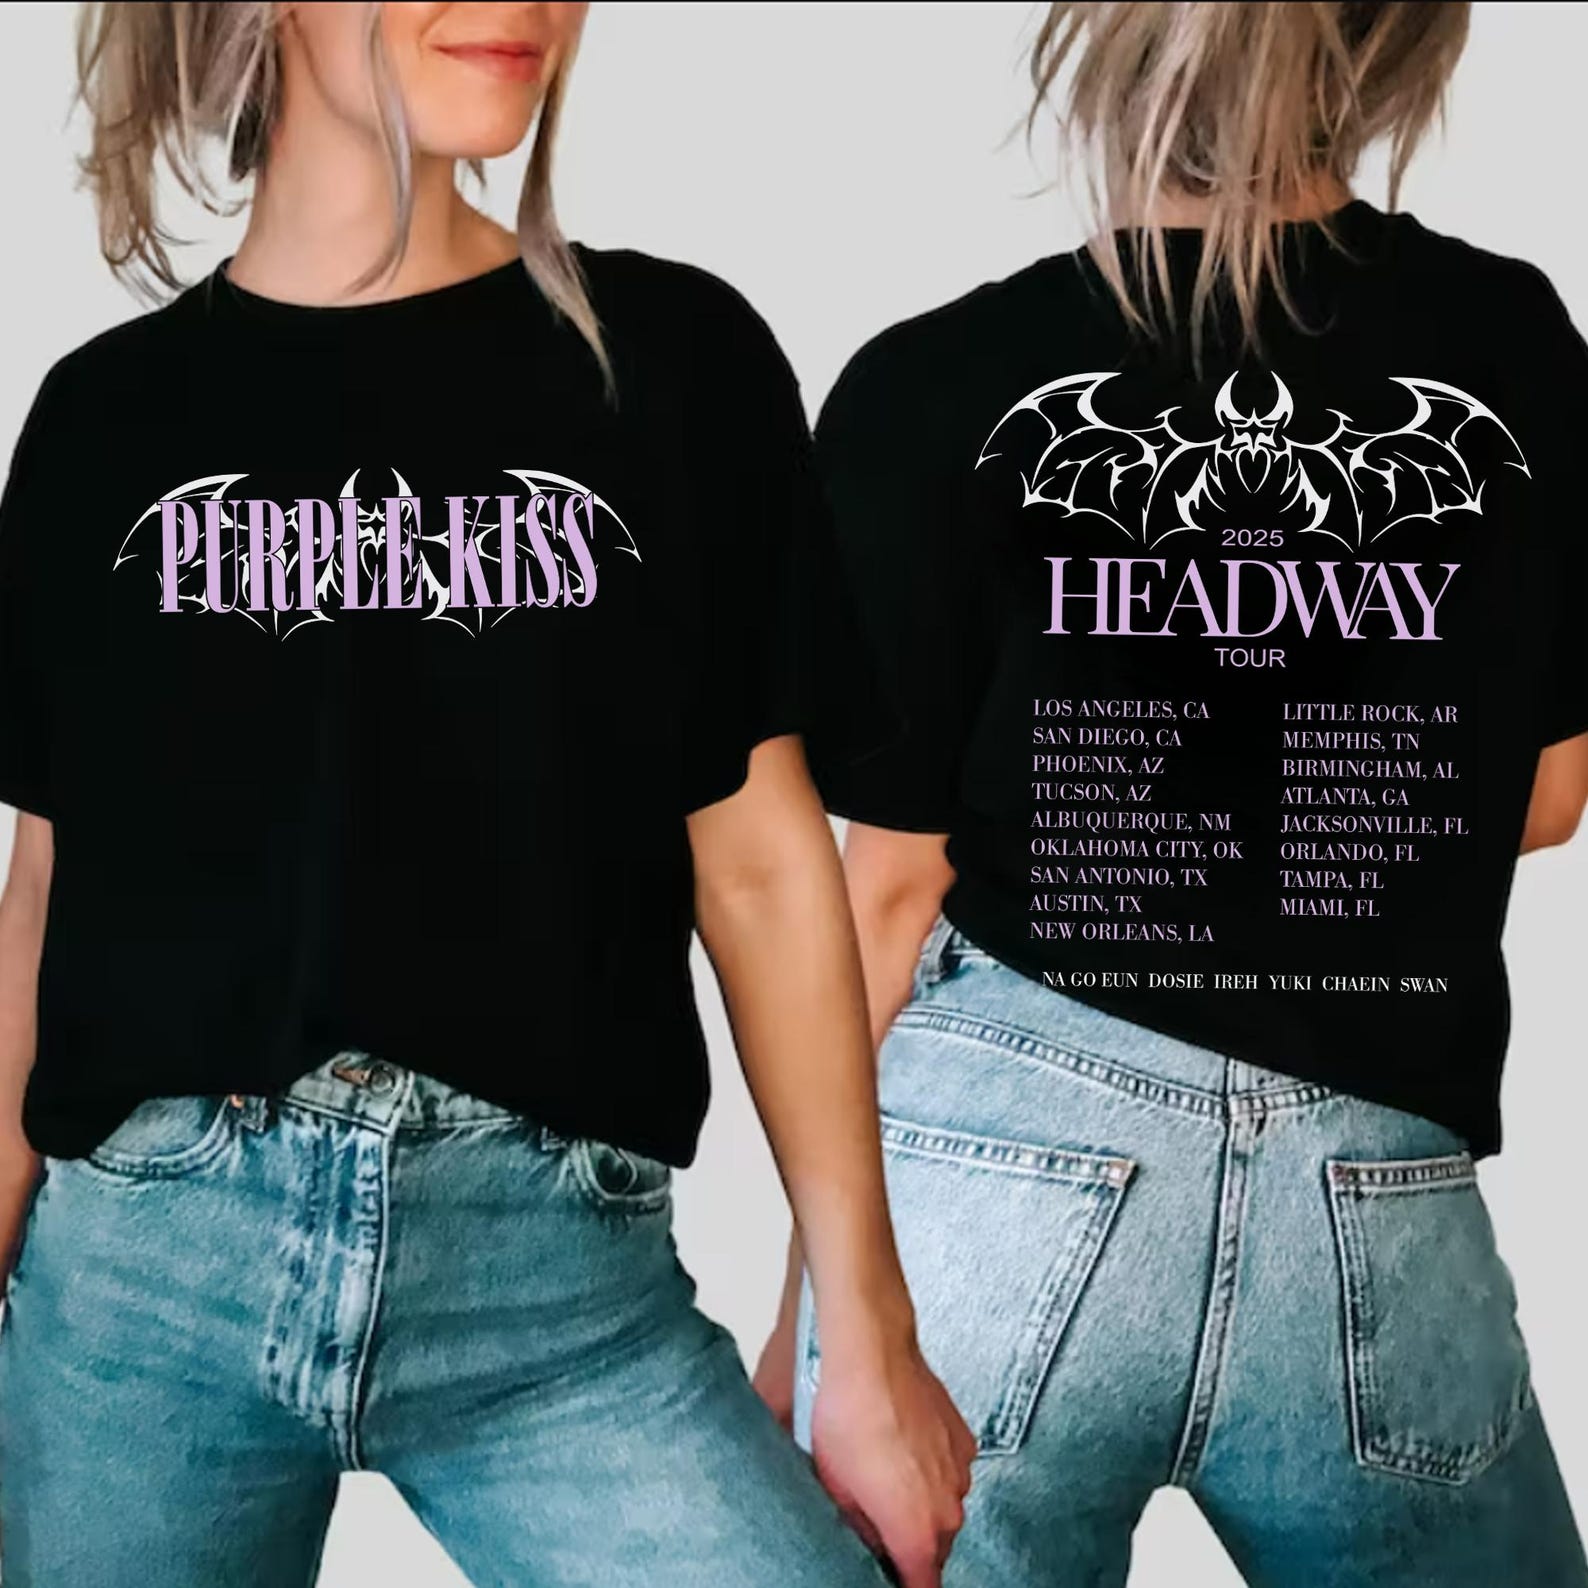 PURPLE KISS
2025
HEADWAY
TOUR
LOS ANGELES, CA
SAN DIEGO, CA
PHOENIX, AZ
TUCSON, AZ
ALBUQUERQUE, NM
OKLAHOMA CITY, OK
SAN ANTONIO, TX
AUSTIN, TX
NEW ORLEANS, LA
LITTLE ROCK, AR
MEMPHIS, TN
BIRMINGHAM, AL
ATLANTA, GA
JACKSONVILLE, FL
ORLANDO, FL
TAMPA, FL
MIAMI, FL
NA GO EUN DOSIE IREH YUKI CHAEIN SWAN